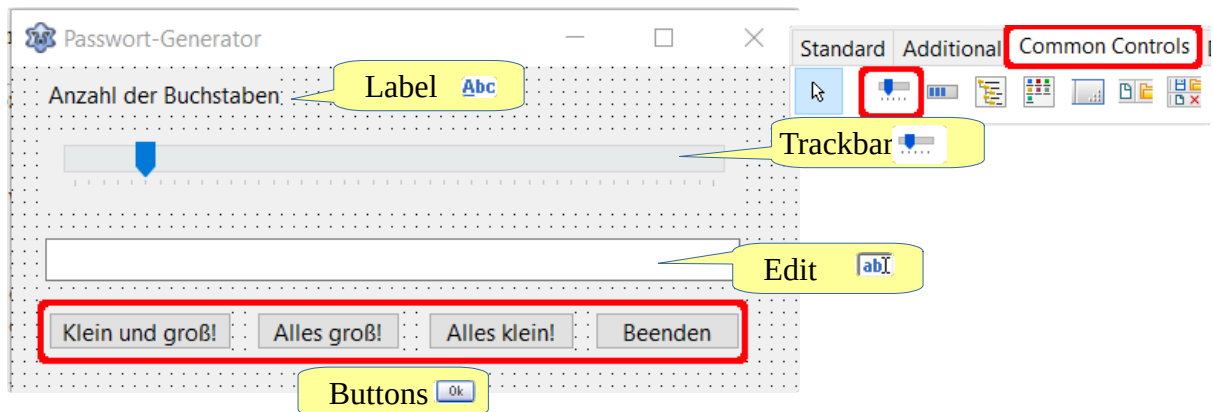 Passwort-Generator
Standard Additional Common Controls
Anzahl der Buchstaben
Label Abc
Trackbar
Edit ab
Klein und groß! Alles groß! Alles klein! Beenden
Buttons Ok